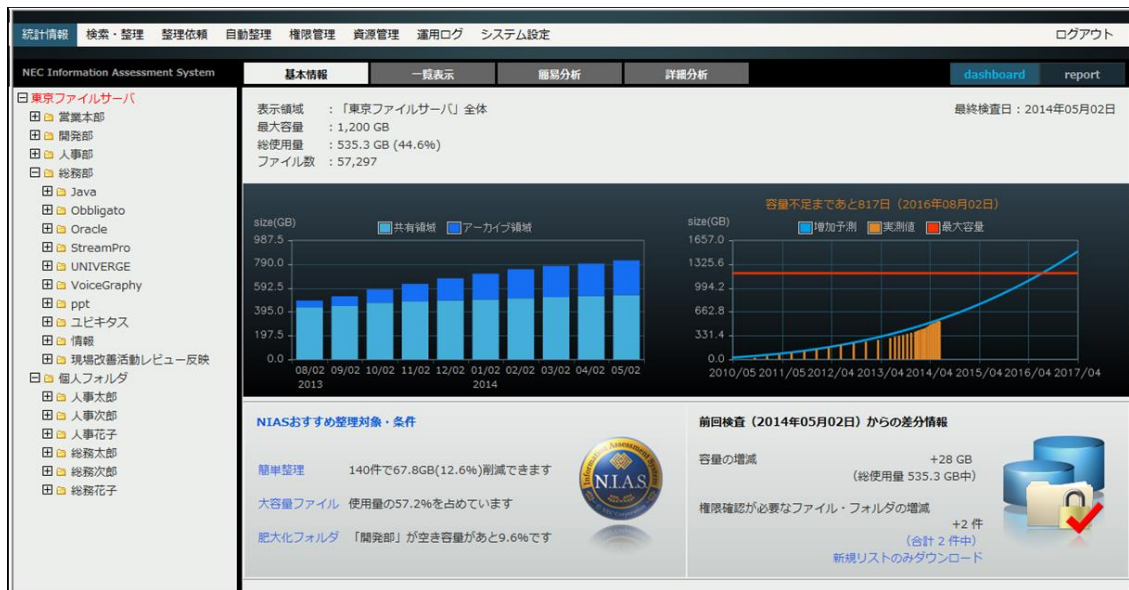 統計情報 検索・整理 整理依頼 自動整理 権限管理 資源管理 運用ログ システム設定 ログアウト
NEC Information Assessment System 基本情報 一覧表示 簡易分析 詳細分析 dashboard report
東京ファイルサーバ
営業本部
開発部
人事部
総務部
Java
Obbligato
Oracle
StreamPro
UNIVERGE
VoiceGraphy
ppt
ユビキタス
情報
現場改善活動レビュー反映
個人フォルダ
人事太郎
人事次郎
人事花子
総務太郎
総務次郎
総務花子
表示領域 : 「東京ファイルサーバ」全体
最大容量 : 1,200 GB
総使用量 : 535.3 GB (44.6%)
ファイル数 : 57,297
最終検査日:2014年05月02日
size(GB)
共有領域 アーカイブ領域
987.5
790.0
592.5
395.0
197.5
0.0
08/02 09/02 10/02 11/02 12/02 01/02 02/02 03/02 04/02 05/02
2013 2014
容量不足まであと817日(2016年08月02日)
size(GB)
増加予測 実測値 最大容量
1657.0
1325.6
994.2
662.8
331.4
0.0
2010/05 2011/05 2012/04 2013/04 2014/04 2015/04 2016/04 2017/04
NIASおすすめ整理対象・条件
簡単整理 140件で67.8GB(12.6%)削減できます
大容量ファイル 使用量の57.2%を占めています
肥大化フォルダ 「開発部」が空き容量があと9.6%です
N.I.A.S
前回検査(2014年05月02日)からの差分情報
容量の増減 +28 GB
(総使用量 535.3 GB中)
権限確認が必要なファイル・フォルダの増減
+2 件
(合計 2 件中)
新規リストのみダウンロード